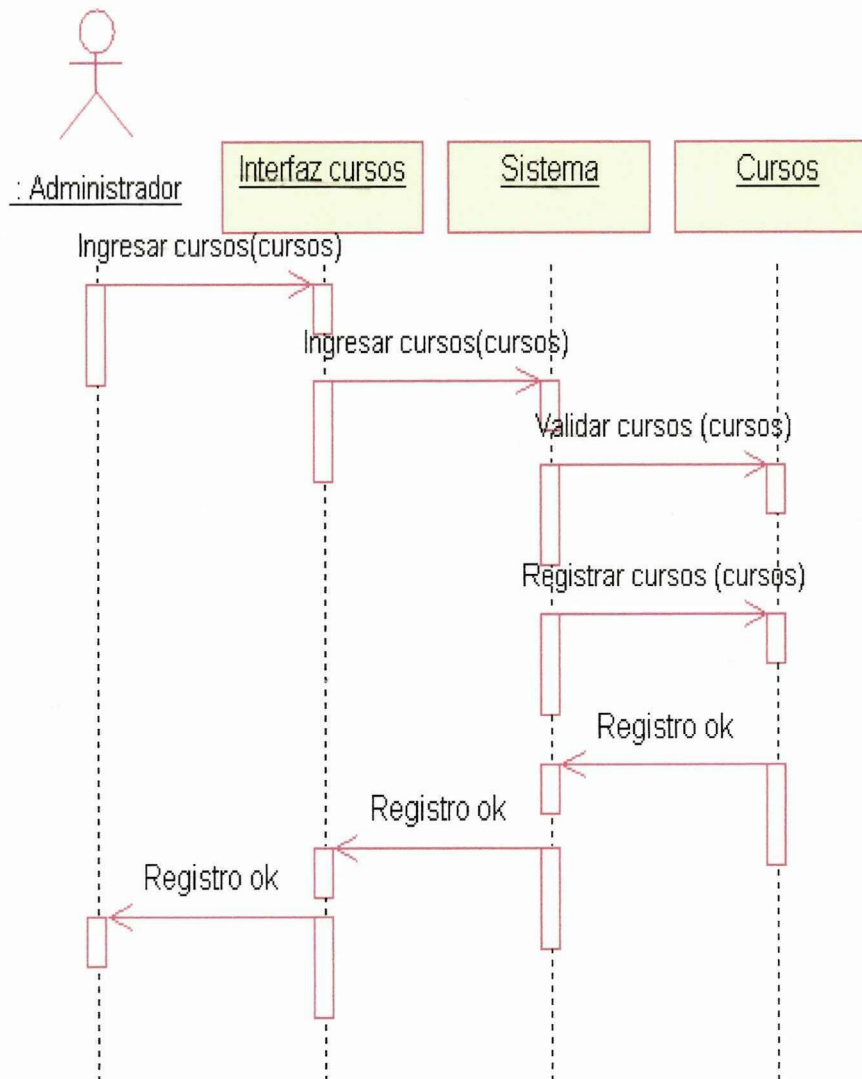 : Administrador
Interfaz cursos
Sistema
Cursos
Ingresar cursos(cursos)
Ingresar cursos(cursos)
Validar cursos (cursos)
Registrar cursos (cursos)
Registro ok
Registro ok
Registro ok